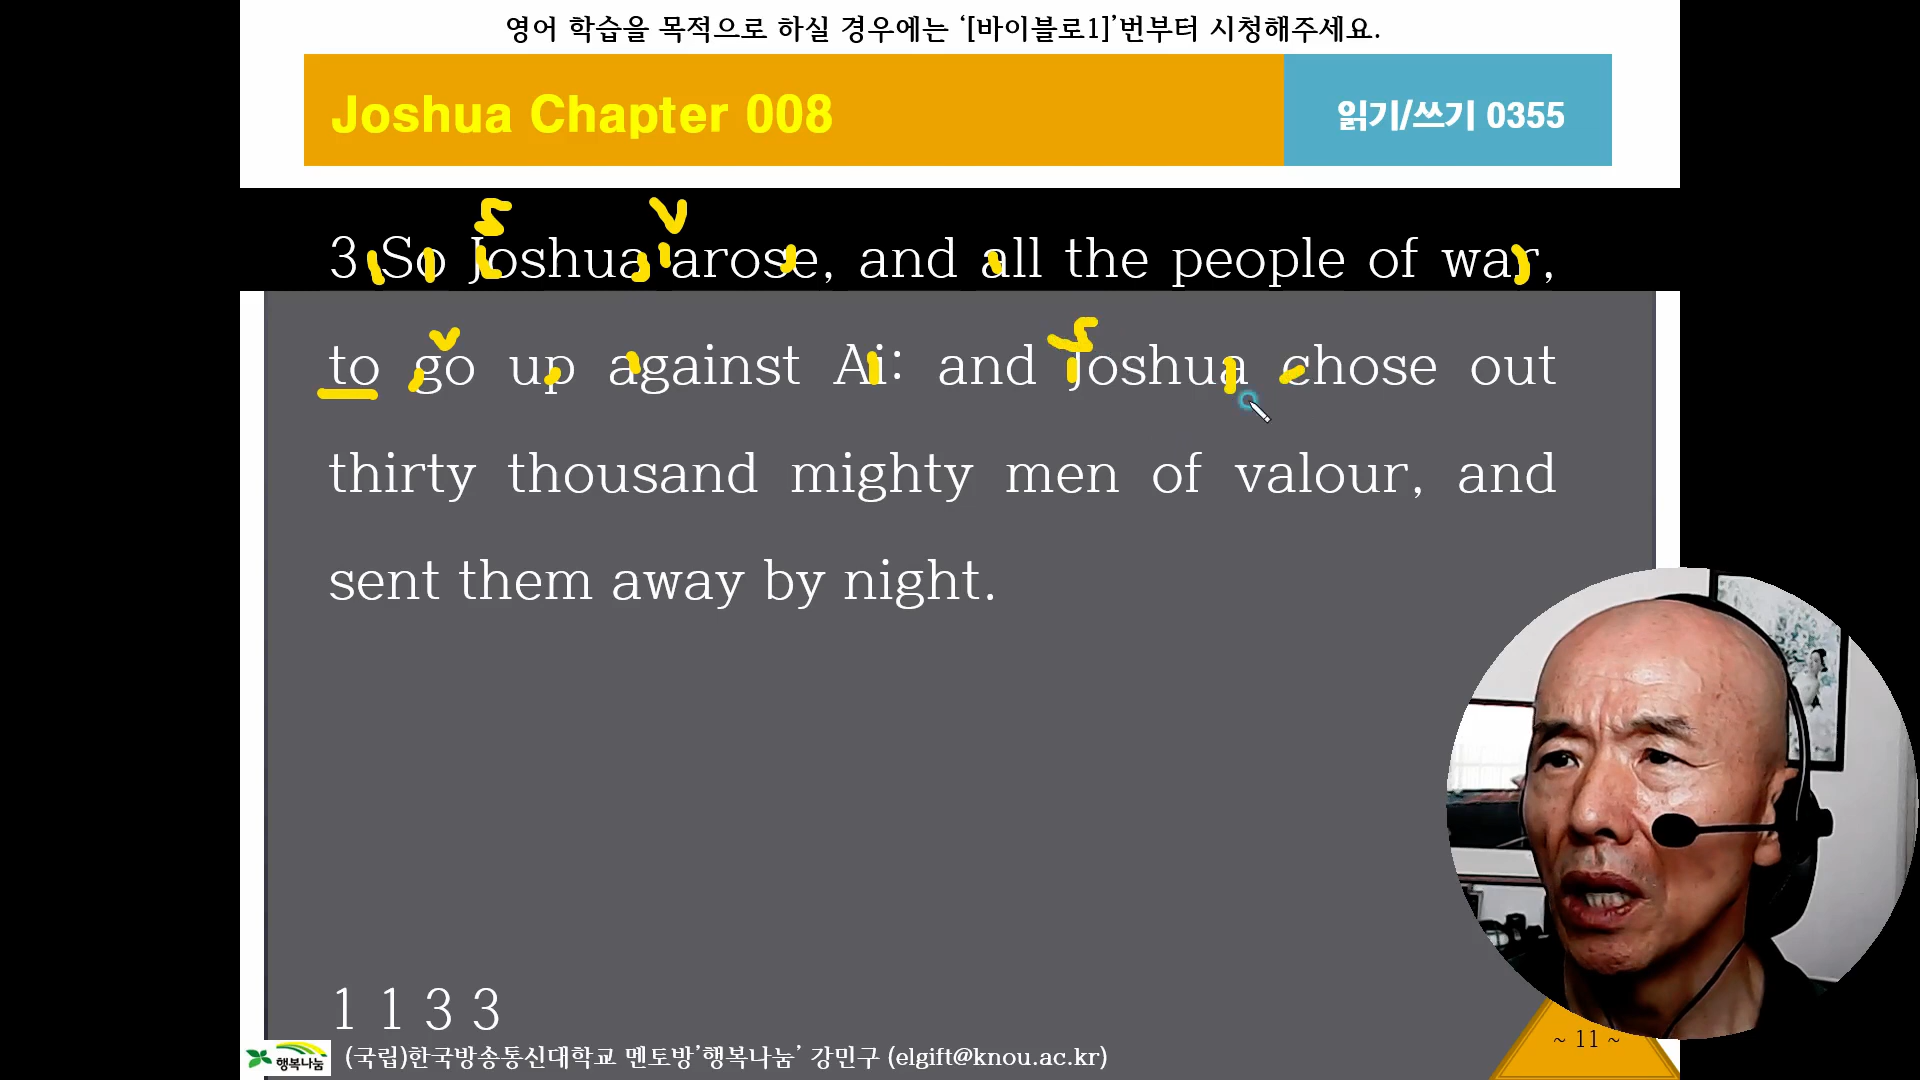 영어 학습을 목적으로 하실 경우에는 ‘[바이블로1]’번부터 시청해주세요.
Joshua Chapter 008
읽기/쓰기 0355
3 So Joshua arose, and all the people of war,
to go up against Ai: and Joshua chose out
thirty thousand mighty men of valour, and
sent them away by night.
1 1 3 3
행복나눔
(국립)한국방송통신대학교 멘토방’행복나눔’ 강민구 (elgift@knou.ac.kr)
~ 11 ~